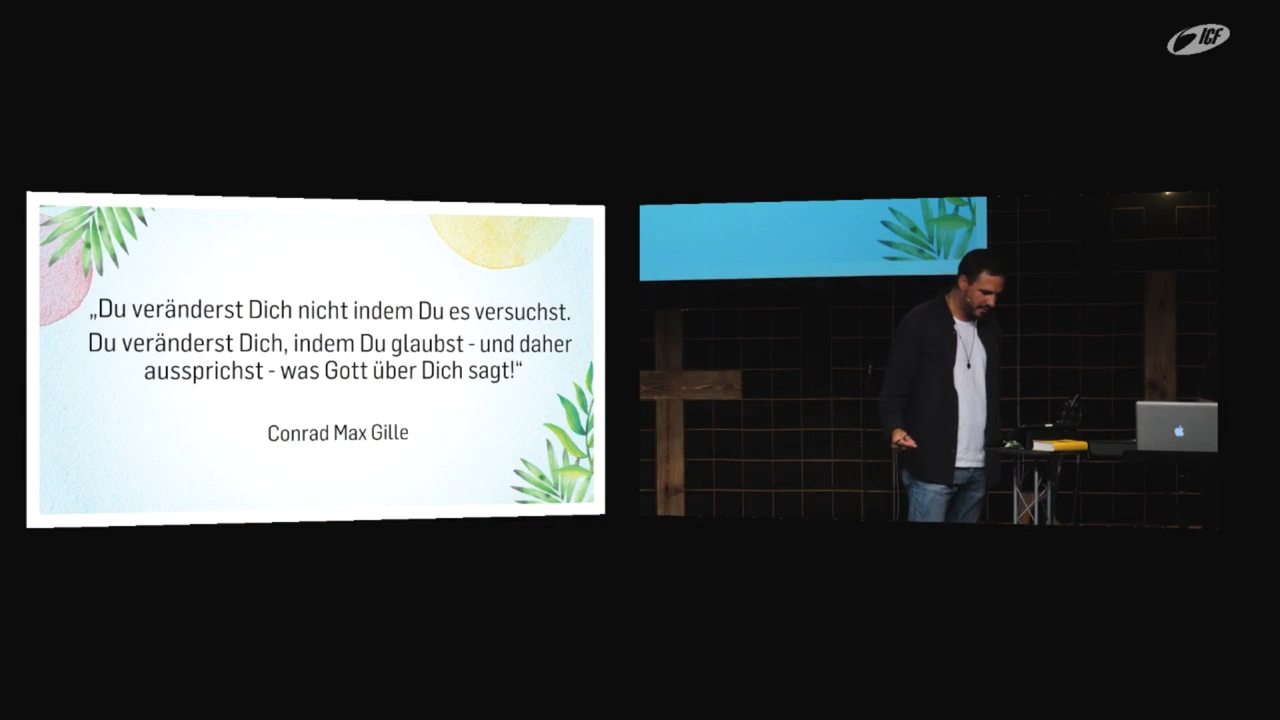 ICF
„Du veränderst Dich nicht indem Du es versuchst.
Du veränderst Dich, indem Du glaubst - und daher
aussprichst - was Gott über Dich sagt!“
Conrad Max Gille